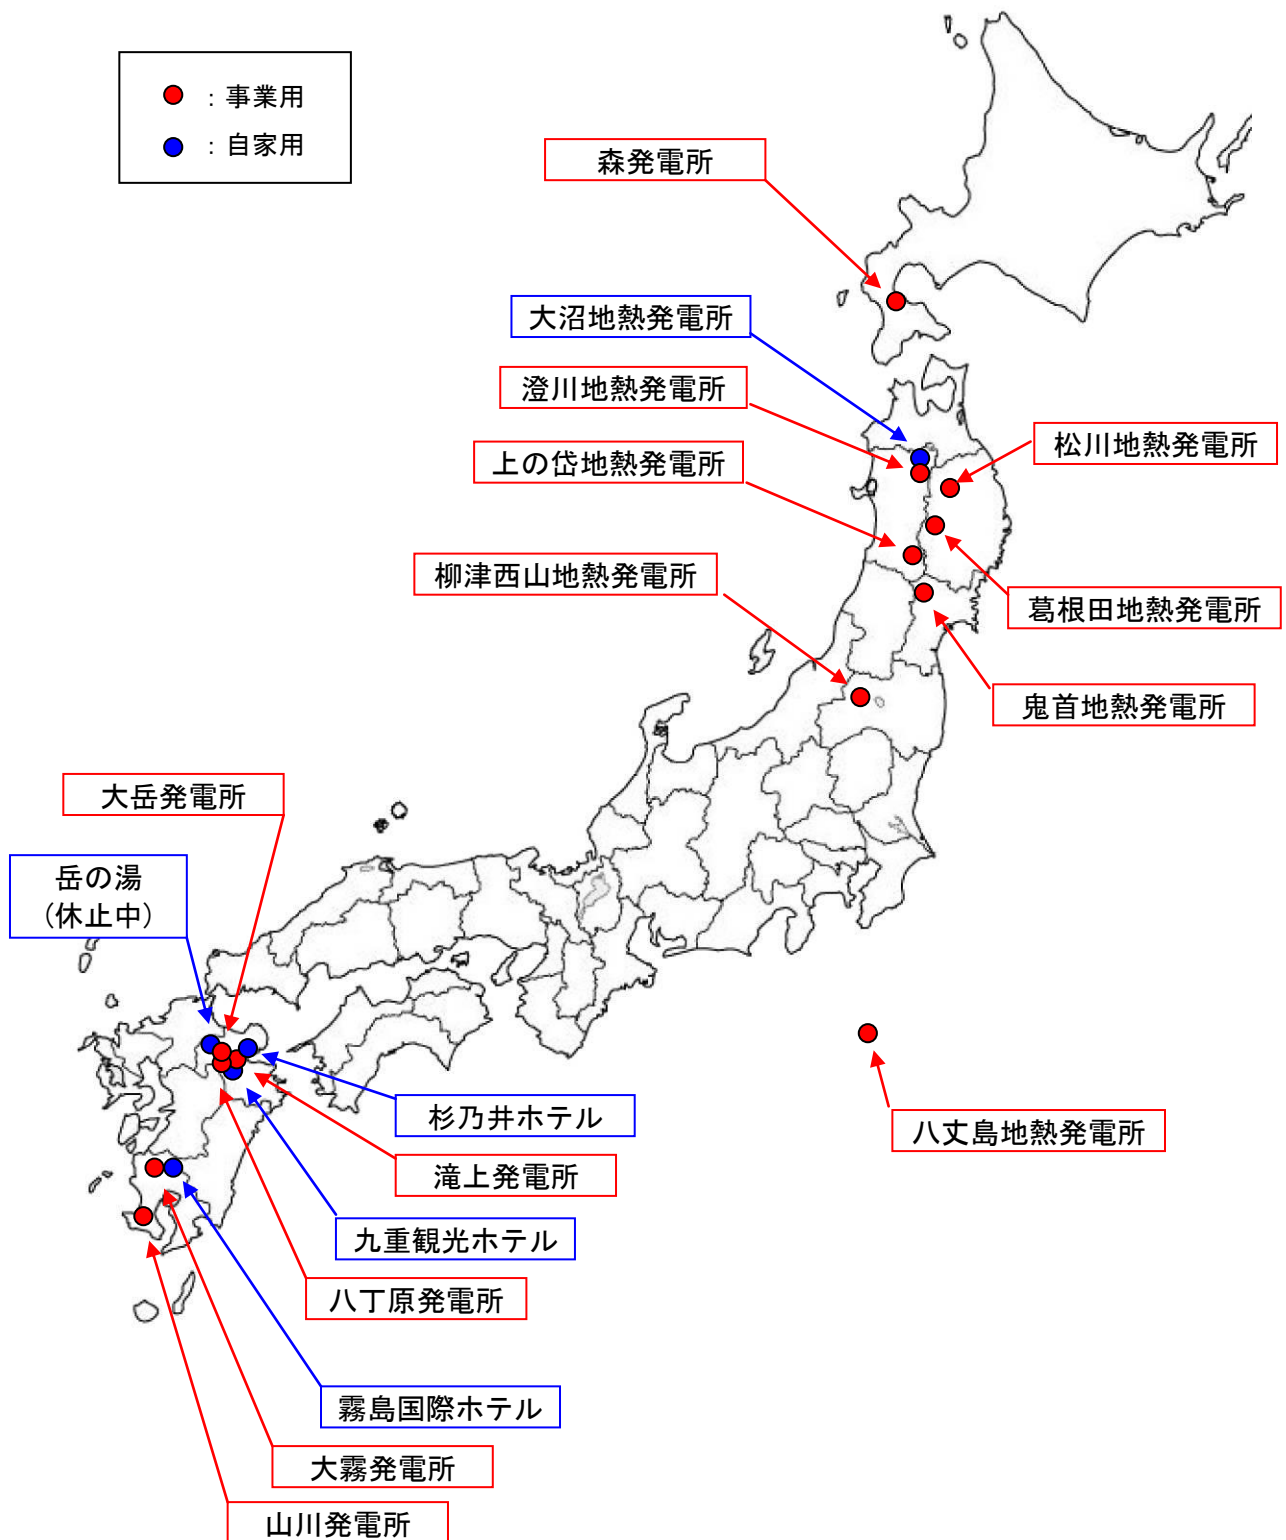 ：事業用
：自家用
森発電所
大沼地熱発電所
澄川地熱発電所
松川地熱発電所
上の岱地熱発電所
柳津西山地熱発電所
葛根田地熱発電所
鬼首地熱発電所
大岳発電所
岳の湯
（休止中）
杉乃井ホテル
八丈島地熱発電所
滝上発電所
九重観光ホテル
八丁原発電所
霧島国際ホテル
大霧発電所
山川発電所